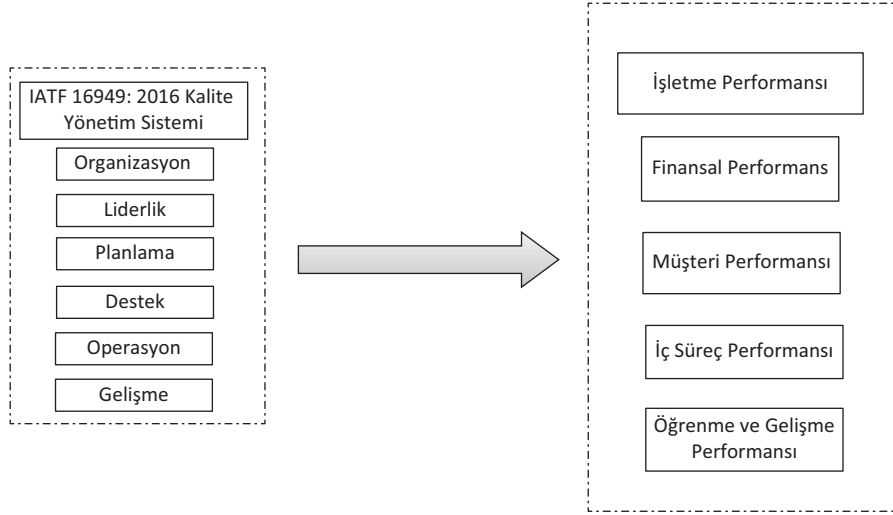 IATF 16949: 2016 Kalite
Yönetim Sistemi
Organizasyon
Liderlik
Planlama
Destek
Operasyon
Gelişme
İşletme Performansı
Finansal Performans
Müşteri Performansı
İç Süreç Performansı
Öğrenme ve Gelişme
Performansı